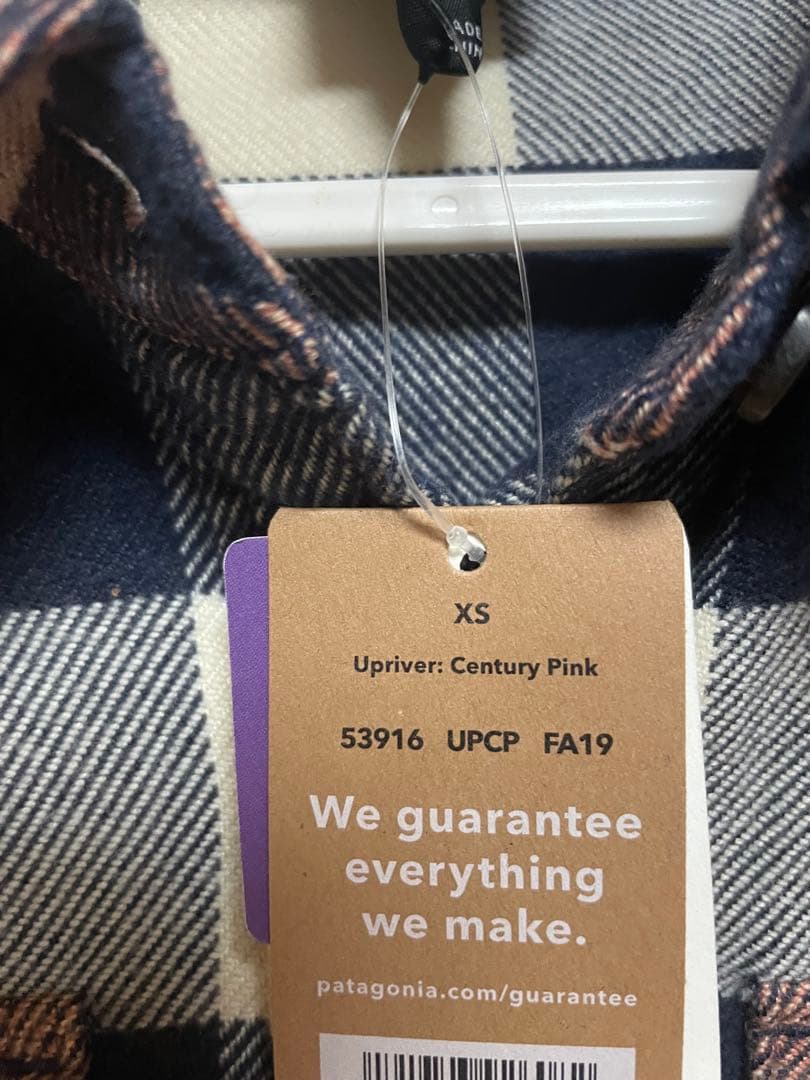 XS
Upriver: Century Pink
53916 UPCP FA19
We guarantee
everything
we make.
patagonia.com/guarantee